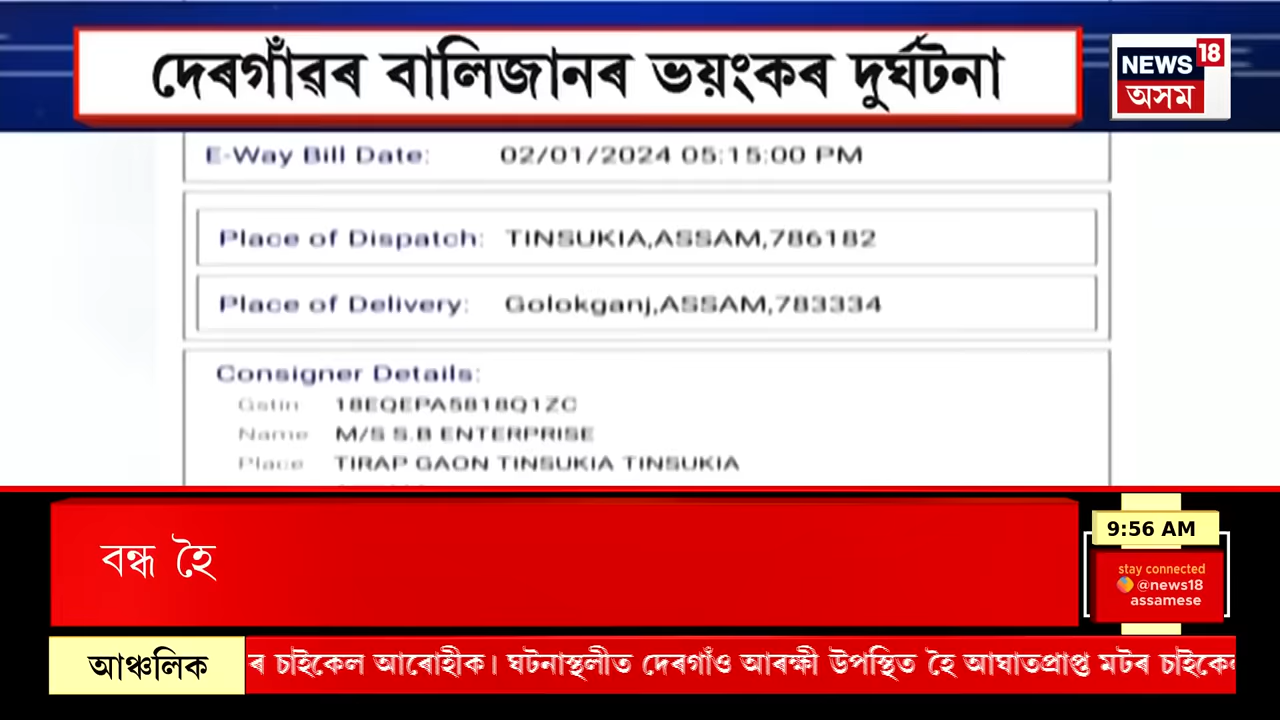 দেৰগাঁৱৰ বালিজানৰ ভয়ংকৰ দুৰ্ঘটনা
NEWS 18
অসম
E-Way Bill Date: 02/01/2024 05:15:00 PM
Place of Dispatch: TINSUKIA,ASSAM,786182
Place of Delivery: Golokganj,ASSAM,783334
Consigner Details:
Gstin 18EQEPA5818Q1ZC
Name M/S S.B ENTERPRISE
Place TIRAP GAON TINSUKIA TINSUKIA
বন্ধ হৈ
9:56 AM
stay connected
@news18
assamese
আঞ্চলিক
ৰ চাইকেল আৰোহীক। ঘটনাস্থলীত দেৰগাঁও আৰক্ষী উপস্থিত হৈ আঘাতপ্ৰাপ্ত মটৰ